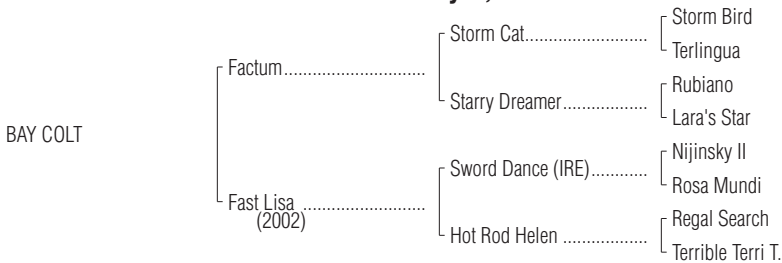 Storm Bird
Storm Cat........................
Terlingua
Factum...........................
Rubiano
Starry Dreamer.................
Lara's Star
BAY COLT
Nijinsky II
Sword Dance (IRE)...........
Rosa Mundi
Fast Lisa ........................
(2002)
Regal Search
Hot Rod Helen .................
Terrible Terri T.